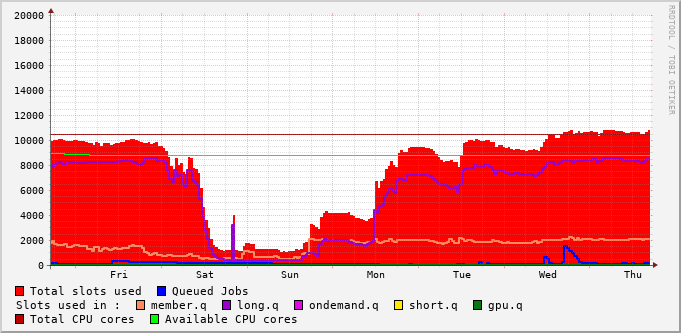 20000
18000
16000
14000
12000
10000
8000
6000
4000
2000
0
Fri Sat Sun Mon Tue Wed Thu
Total slots used Queued Jobs
Slots used in : member.q long.q ondemand.q short.q gpu.q
Total CPU cores Available CPU cores
RRDTOOL / TOBI OETIKER